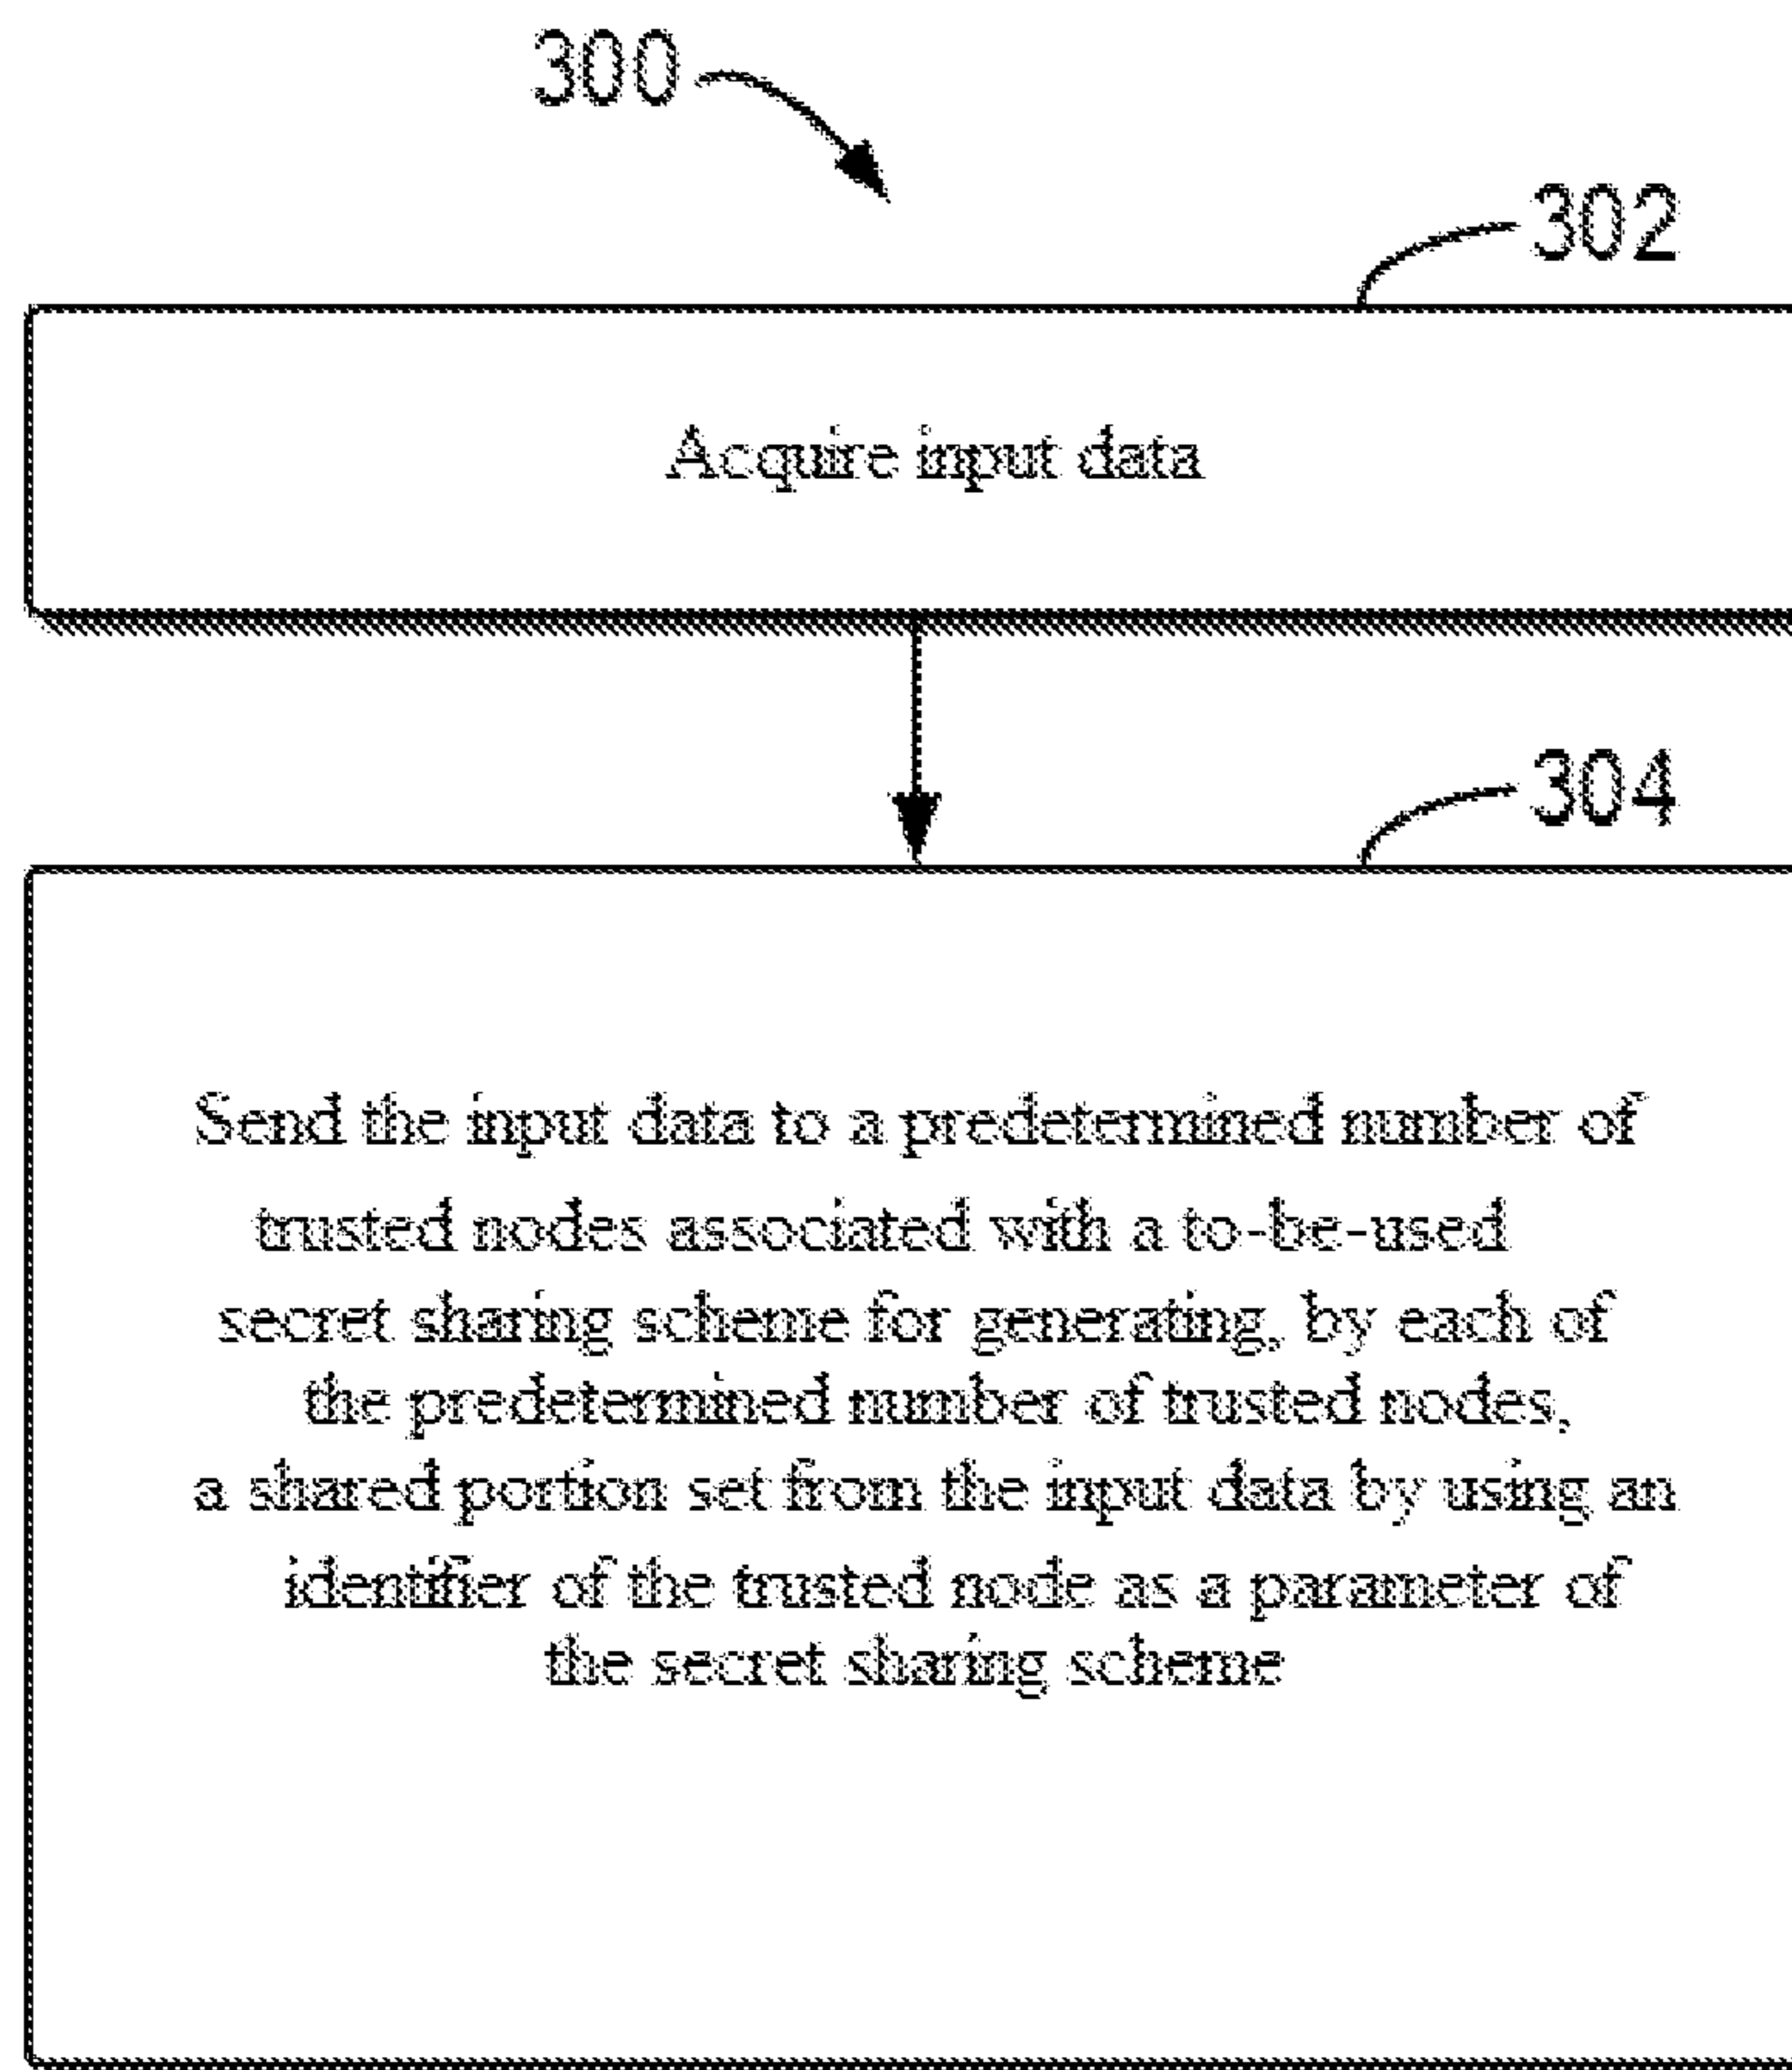 300
302
Acquire input data
304
Send the input data to a predetermined number of
trusted nodes associated with a to-be-used
secret sharing scheme for generating, by each of
the predetermined number of trusted nodes,
a shared portion set from the input data by using an
identifier of the trusted node as a parameter of
the secret sharing scheme